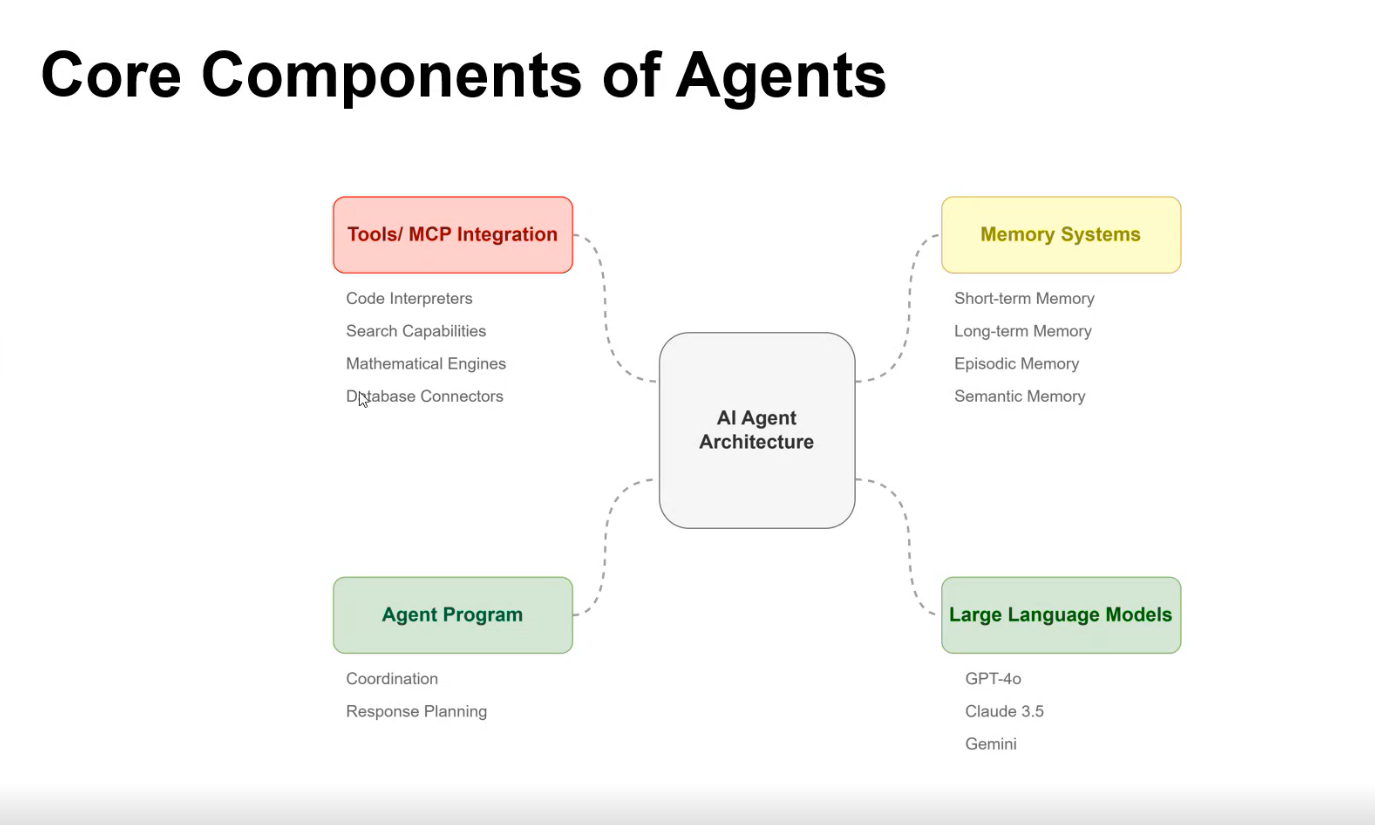 Core Components of Agents
Tools/ MCP Integration
Code Interpreters
Search Capabilities
Mathematical Engines
Database Connectors
Memory Systems
Short-term Memory
Long-term Memory
Episodic Memory
Semantic Memory
AI Agent
Architecture
Agent Program
Coordination
Response Planning
Large Language Models
GPT-4o
Claude 3.5
Gemini